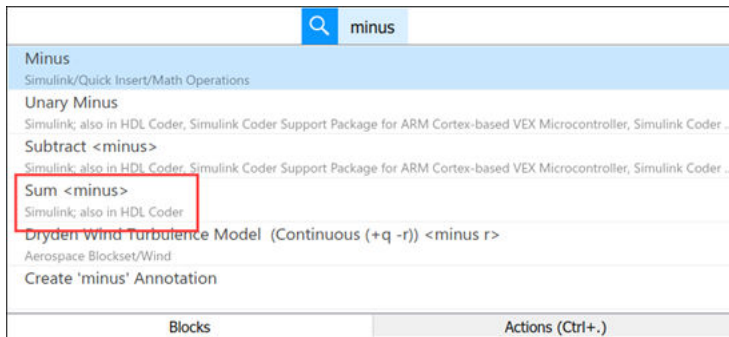 minus
Minus
Simulink/Quick Insert/Math Operations
Unary Minus
Simulink; also in HDL Coder, Simulink Coder Support Package for ARM Cortex-based VEX Microcontroller, Simulink Coder ...
Subtract <minus>
Simulink; also in HDL Coder, Simulink Coder Support Package for ARM Cortex-based VEX Microcontroller, Simulink Coder ...
Sum <minus>
Simulink; also in HDL Coder
Dryden Wind Turbulence Model (Continuous (+q -r)) <minus r>
Aerospace Blockset/Wind
Create 'minus' Annotation
Blocks
Actions (Ctrl+.)